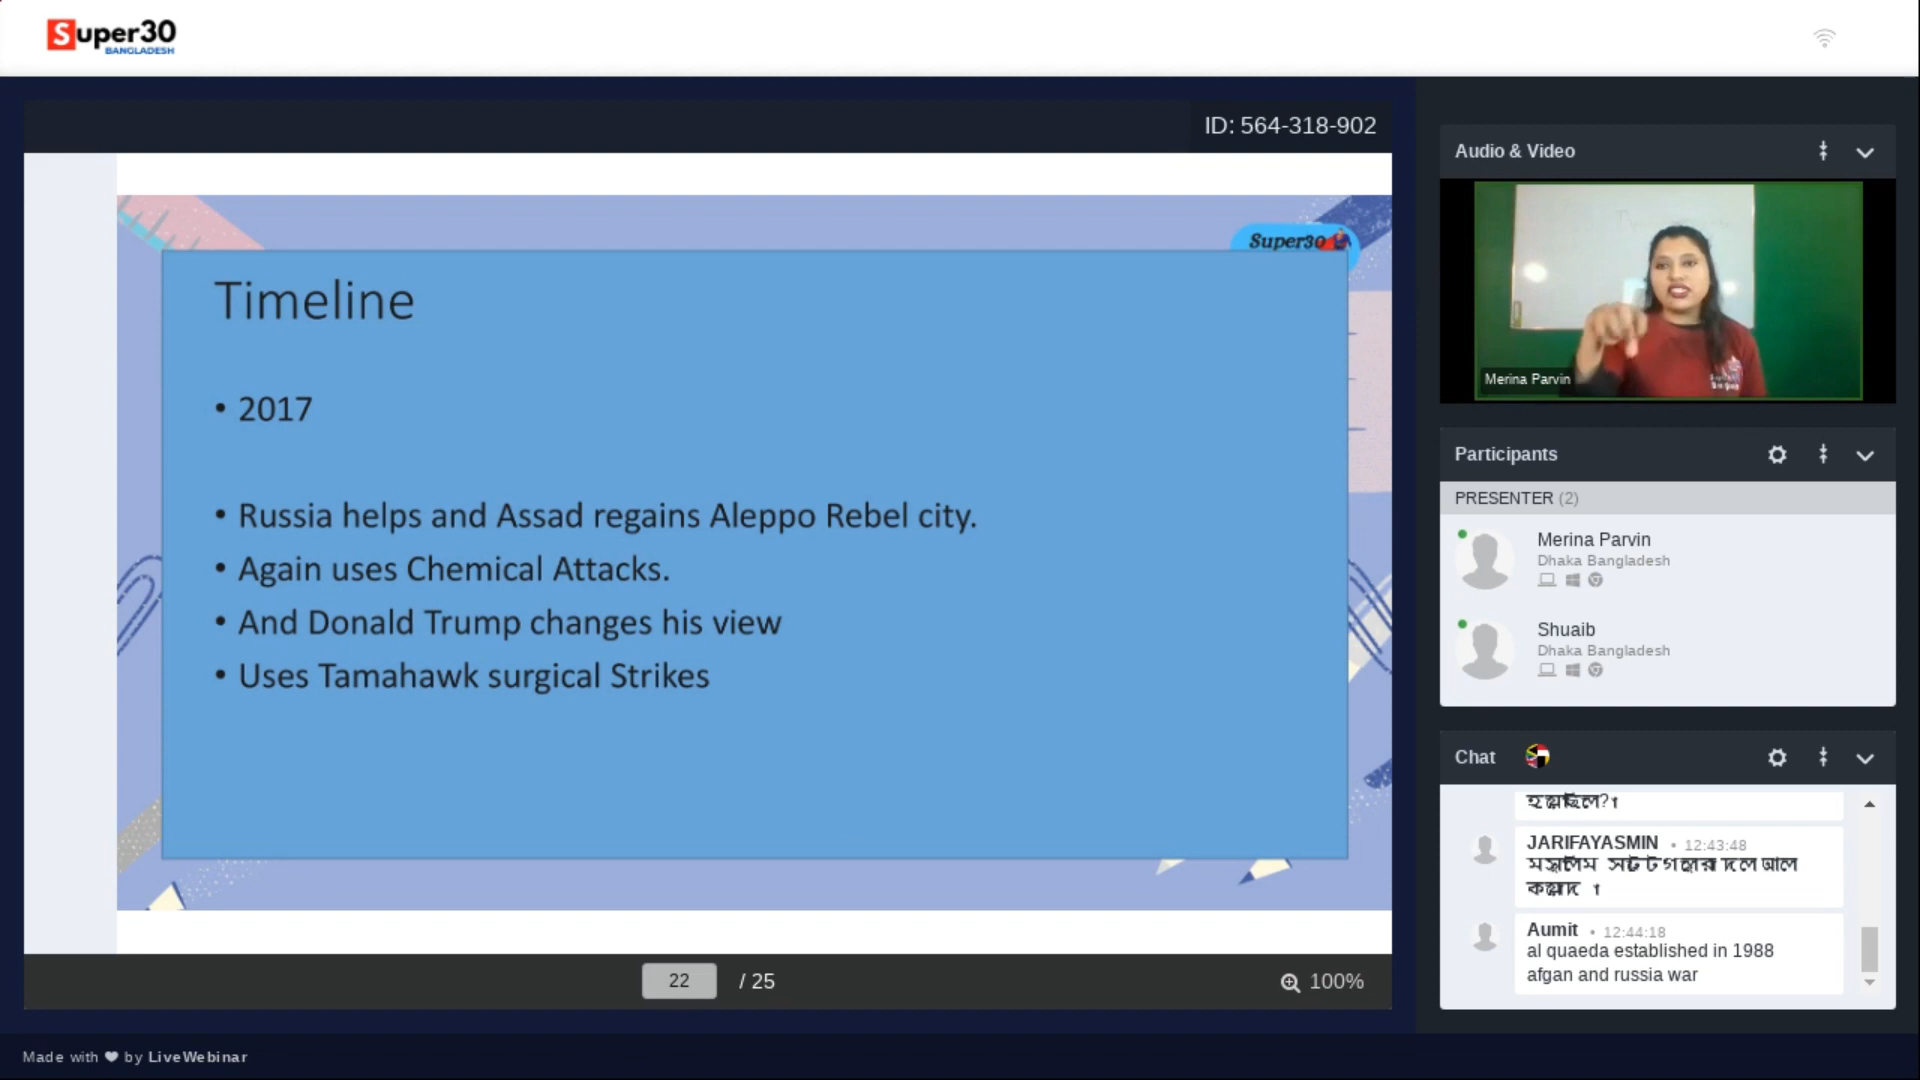 Super30
BANGLADESH
ID: 564-318-902
Super30
Timeline
• 2017
• Russia helps and Assad regains Aleppo Rebel city.
• Again uses Chemical Attacks.
• And Donald Trump changes his view
• Uses Tamahawk surgical Strikes
22 / 25
100%
Audio & Video
Merina Parvin
Participants
PRESENTER (2)
Merina Parvin
Dhaka Bangladesh
Shuaib
Dhaka Bangladesh
Chat
হয়েছিল?।
JARIFAYASMIN • 12:43:48
Aumit • 12:44:18
al quaeda established in 1988
afgan and russia war
Made with ❤ by LiveWebinar